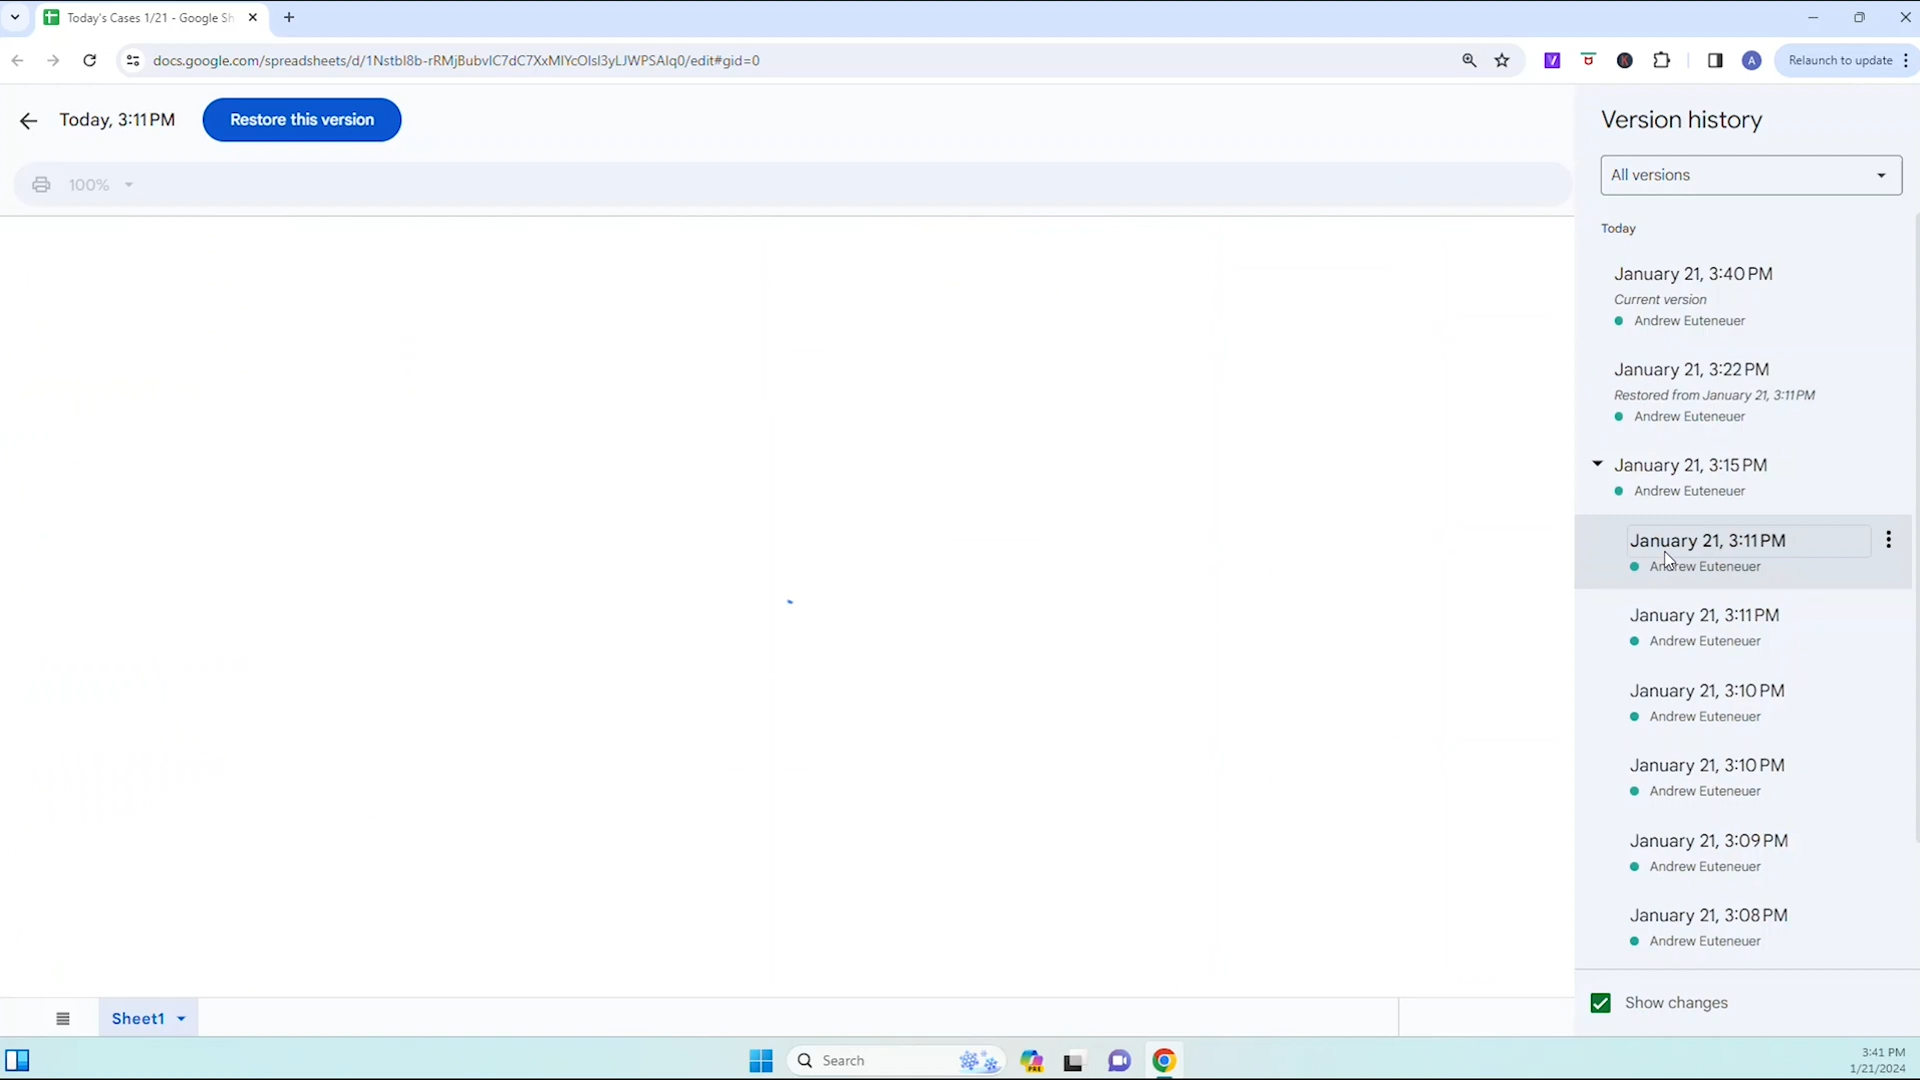 Today's Cases 1/21 - Google Sh
docs.google.com/spreadsheets/d/1Nstbl8b-rRMjBubvlC7dC7XxMlYcOlsl3yLJWPSAlq0/edit#gid=0
A
Relaunch to update
Today, 3:11 PM
Restore this version
100%
Version history
All versions
Today
January 21, 3:40 PM
Current version
Andrew Euteneuer
January 21, 3:22 PM
Restored from January 21, 3:11 PM
Andrew Euteneuer
January 21, 3:15 PM
Andrew Euteneuer
January 21, 3:11 PM
Andrew Euteneuer
January 21, 3:11 PM
Andrew Euteneuer
January 21, 3:10 PM
Andrew Euteneuer
January 21, 3:10 PM
Andrew Euteneuer
January 21, 3:09 PM
Andrew Euteneuer
January 21, 3:08 PM
Andrew Euteneuer
Show changes
Sheet1
Search
PRE
3:41 PM
1/21/2024